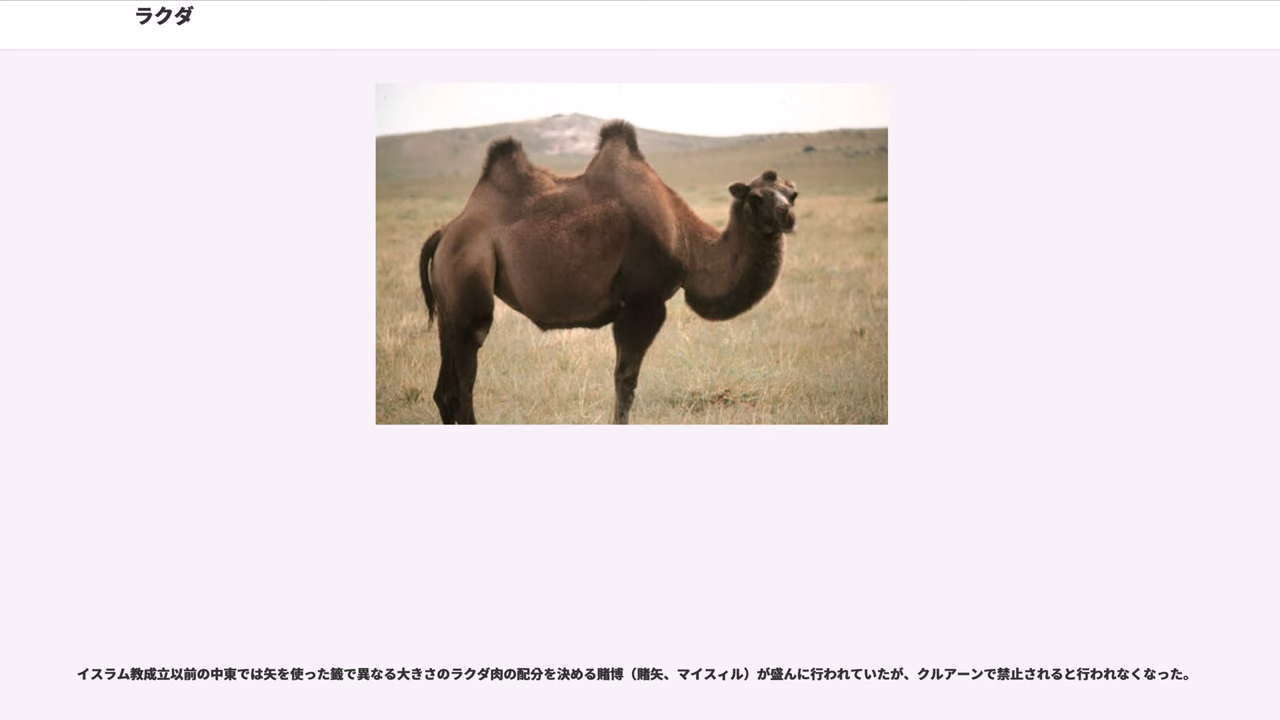 ラクダ
イスラム教成立以前の中東では矢を使った籤で異なる大きさのラクダ肉の配分を決める賭博（賭矢、マイスィル）が盛んに行われていたが、クルアーンで禁止されると行われなくなった。